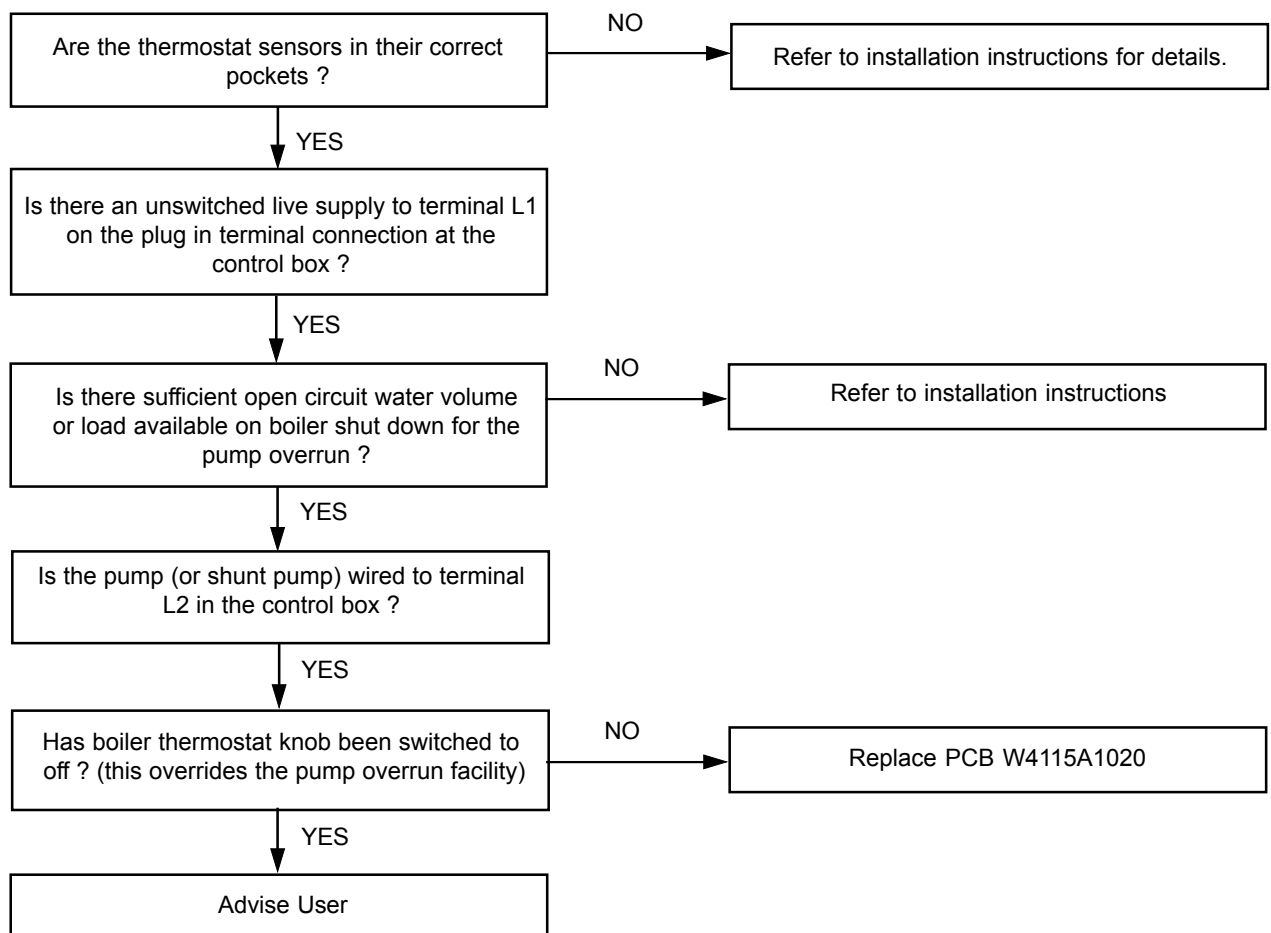 Are the thermostat sensors in their correct
pockets ?
NO
Refer to installation instructions for details.
YES
Is there an unswitched live supply to terminal L1
on the plug in terminal connection at the
control box ?
YES
Is there sufficient open circuit water volume
or load available on boiler shut down for the
pump overrun ?
NO
Refer to installation instructions
YES
Is the pump (or shunt pump) wired to terminal
L2 in the control box ?
YES
Has boiler thermostat knob been switched to
off ? (this overrides the pump overrun facility)
NO
Replace PCB W4115A1020
YES
Advise User